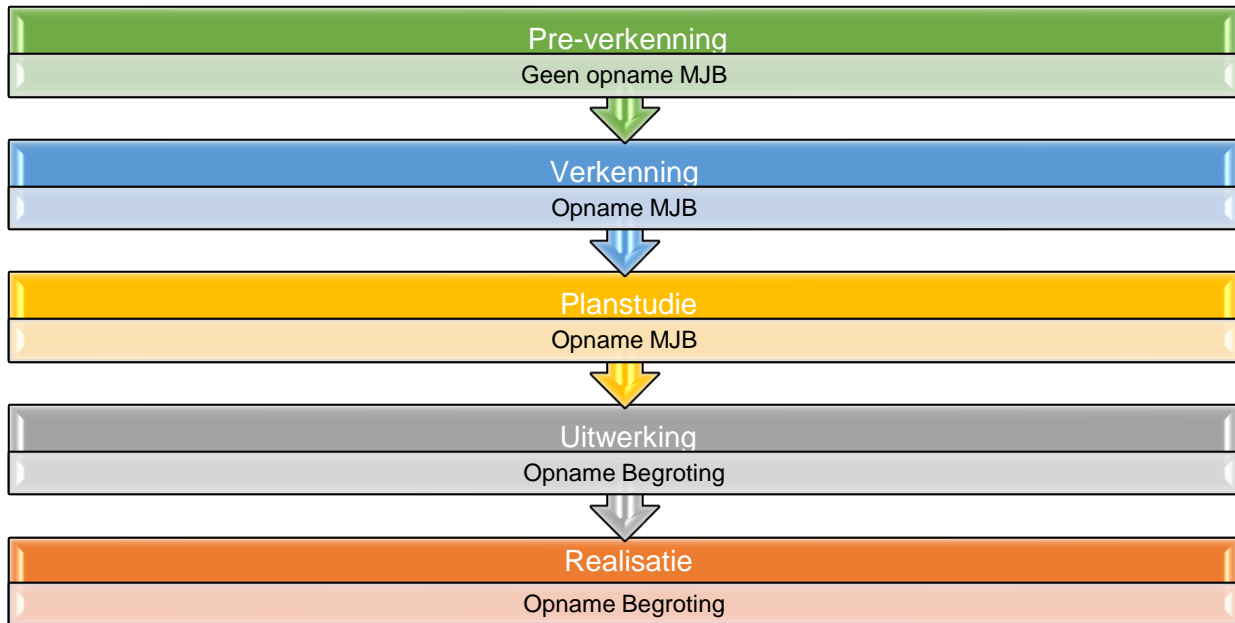 Pre-verkenning
Geen opname MJB
Verkenning
Opname MJB
Planstudie
Opname MJB
Uitwerking
Opname Begroting
Realisatie
Opname Begroting